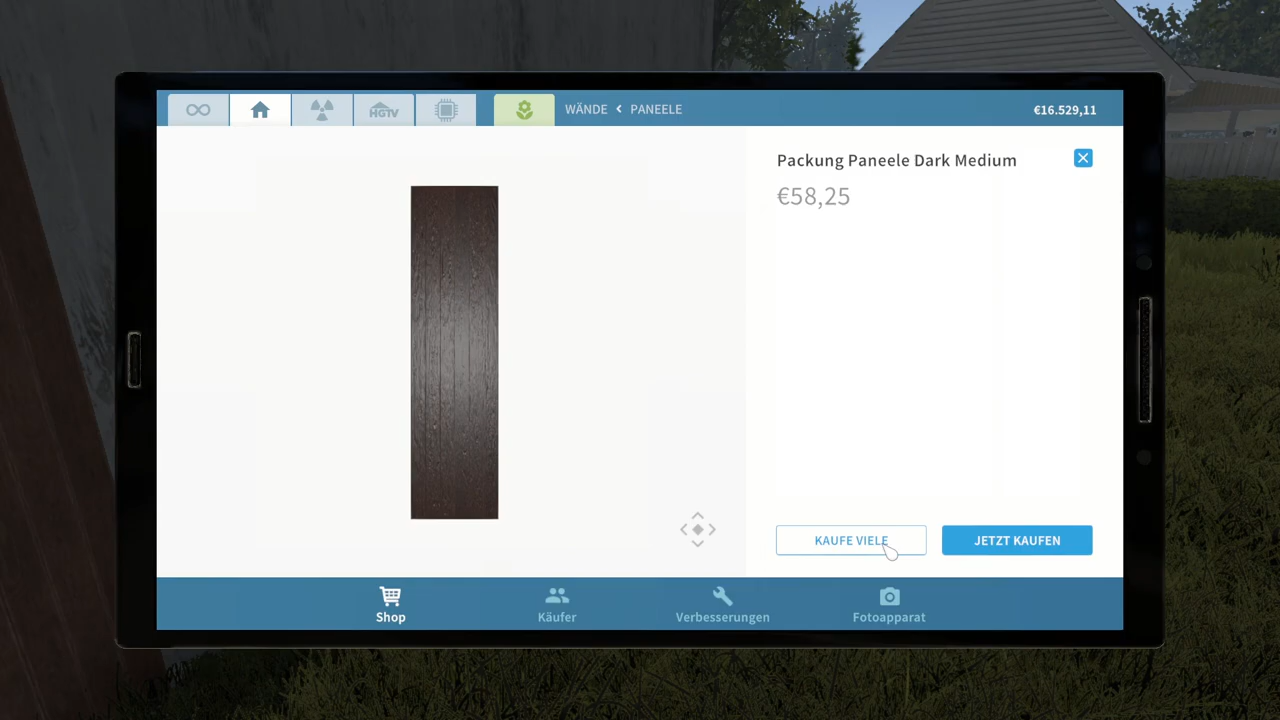 HGTV
WÄNDE < PANEELE
€16.529,11
Packung Paneele Dark Medium
€58,25
KAUFE VIELE
JETZT KAUFEN
Shop
Käufer
Verbesserungen
Fotoapparat